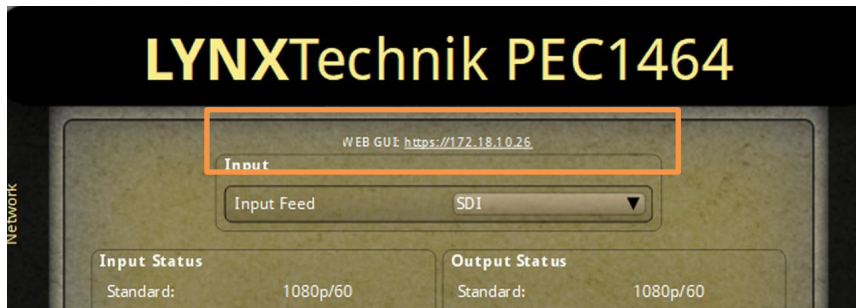 LYNXTechnik PEC1464
WEB GUI: https://172.18.10.26
Input
Input Feed SDI
Network
Input Status Output Status
Standard: 1080p/60 Standard: 1080p/60